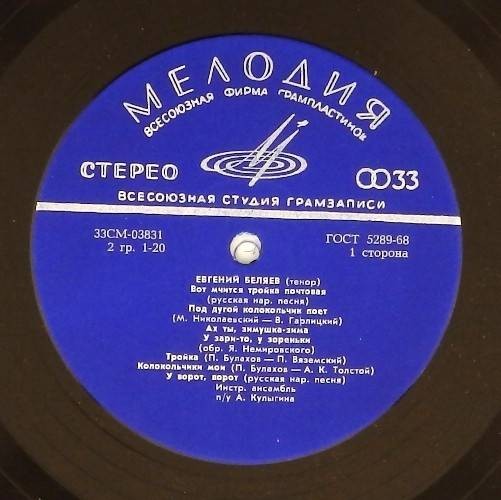 МЕЛОДИЯ
ВСЕСОЮЗНАЯ ФИРМА ГРАМПЛАСТИНОК
СТЕРЕО
33
ВСЕСОЮЗНАЯ СТУДИЯ ГРАМЗАПИСИ
33СМ-03831
2 гр. 1-20
ГОСТ 5289-68
1 сторона
ЕВГЕНИЙ БЕЛЯЕВ (тенор)
Вот мчится тройка почтовая
(русская нар. песня)
Под дугой колокольчик поет
(М. Николаевский — В. Гарлицкий)
Ах ты, зимушка-зима
У зари-то, у зореньки
(обр. Я. Немировского)
Тройка (П. Булахов — П. Вяземский)
Колокольчики мои (П. Булахов — А. К. Толстой)
У ворот, ворот (русская нар. песня)
Инстр. ансамбль
п/у А. Кулыгина